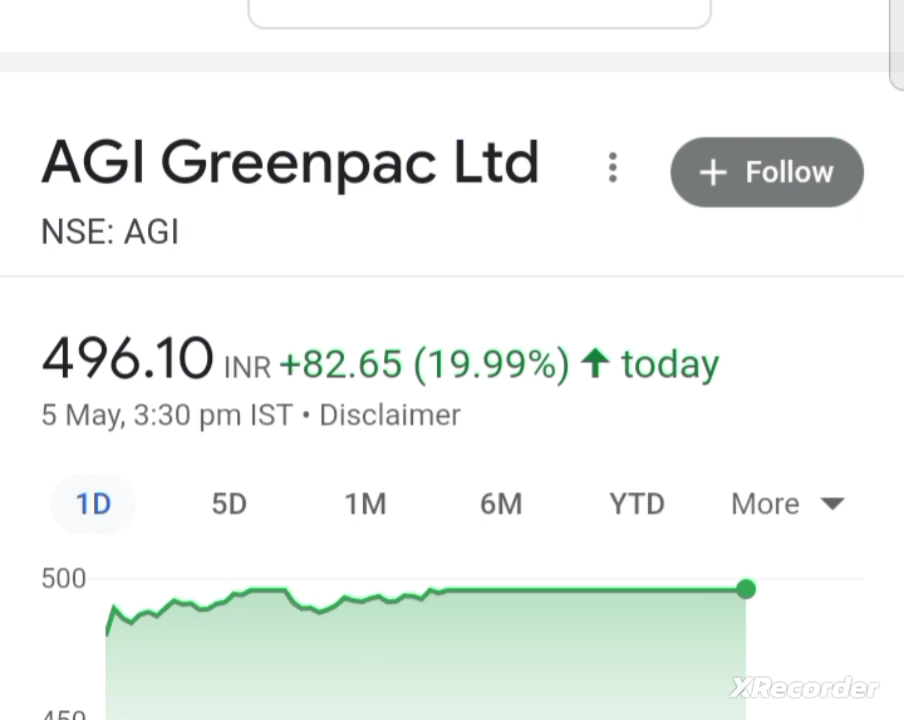 AGI Greenpac Ltd
+ Follow
NSE: AGI
496.10 INR +82.65 (19.99%) ↑ today
5 May, 3:30 pm IST • Disclaimer
1D 5D 1M 6M YTD More
500
450
XRecorder